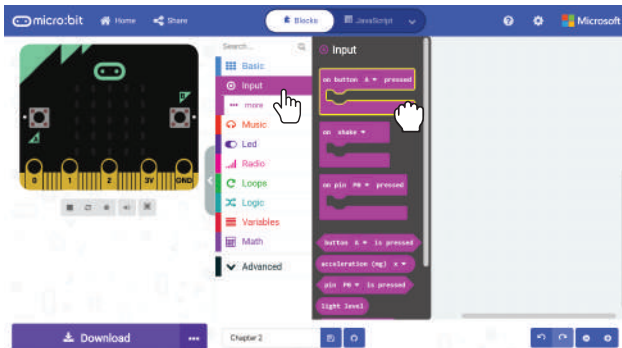 micro:bit Home Share Blocks JavaScript Microsoft
Search...
Basic
Input
more
Music
Led
Radio
Loops
Logic
Variables
Math
Advanced
Input
on button A pressed
on shake
on pin P0 pressed
button A is pressed
acceleration (mg) x
pin P0 is pressed
light level
A
B
0 1 2 3V GND
Download
Chapter 2